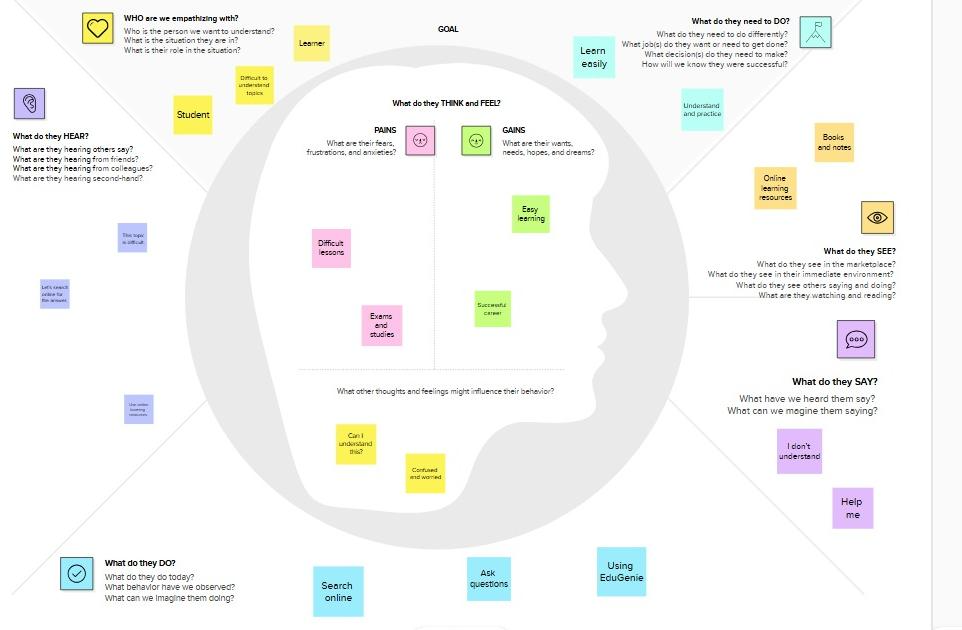 WHO are we empathizing with?
Who is the person we want to understand?
What is the situation they are in?
What is their role in the situation?
Learner
Difficult to
understand
topics
Student
GOAL
What do they need to DO?
What do they need to do differently?
What job(s) do they want or need to get done?
What decision(s) do they need to make?
How will we know they were successful?
Learn
easily
Understand
and practice
What do they HEAR?
What are they hearing others say?
What are they hearing from friends?
What are they hearing from colleagues?
What are they hearing second-hand?
This topic
is difficult
Let's search
online for
the answer
Use online
learning
resources
What do they THINK and FEEL?
PAINS
What are their fears,
frustrations, and anxieties?
GAINS
What are their wants,
needs, hopes, and dreams?
Difficult
lessons
Exams
and
studies
Easy
learning
Successful
career
What other thoughts and feelings might influence their behavior?
Can I
understand
this?
Confused
and worried
Books
and notes
Online
learning
resources
What do they SEE?
What do they see in the marketplace?
What do they see in their immediate environment?
What do they see others saying and doing?
What are they watching and reading?
What do they SAY?
What have we heard them say?
What can we magine them saying?
I don't
understand
Help
me
What do they DO?
What do they do today?
What behavior have we observed?
What can we imagine them doing?
Search
online
Ask
questions
Using
EduGenie